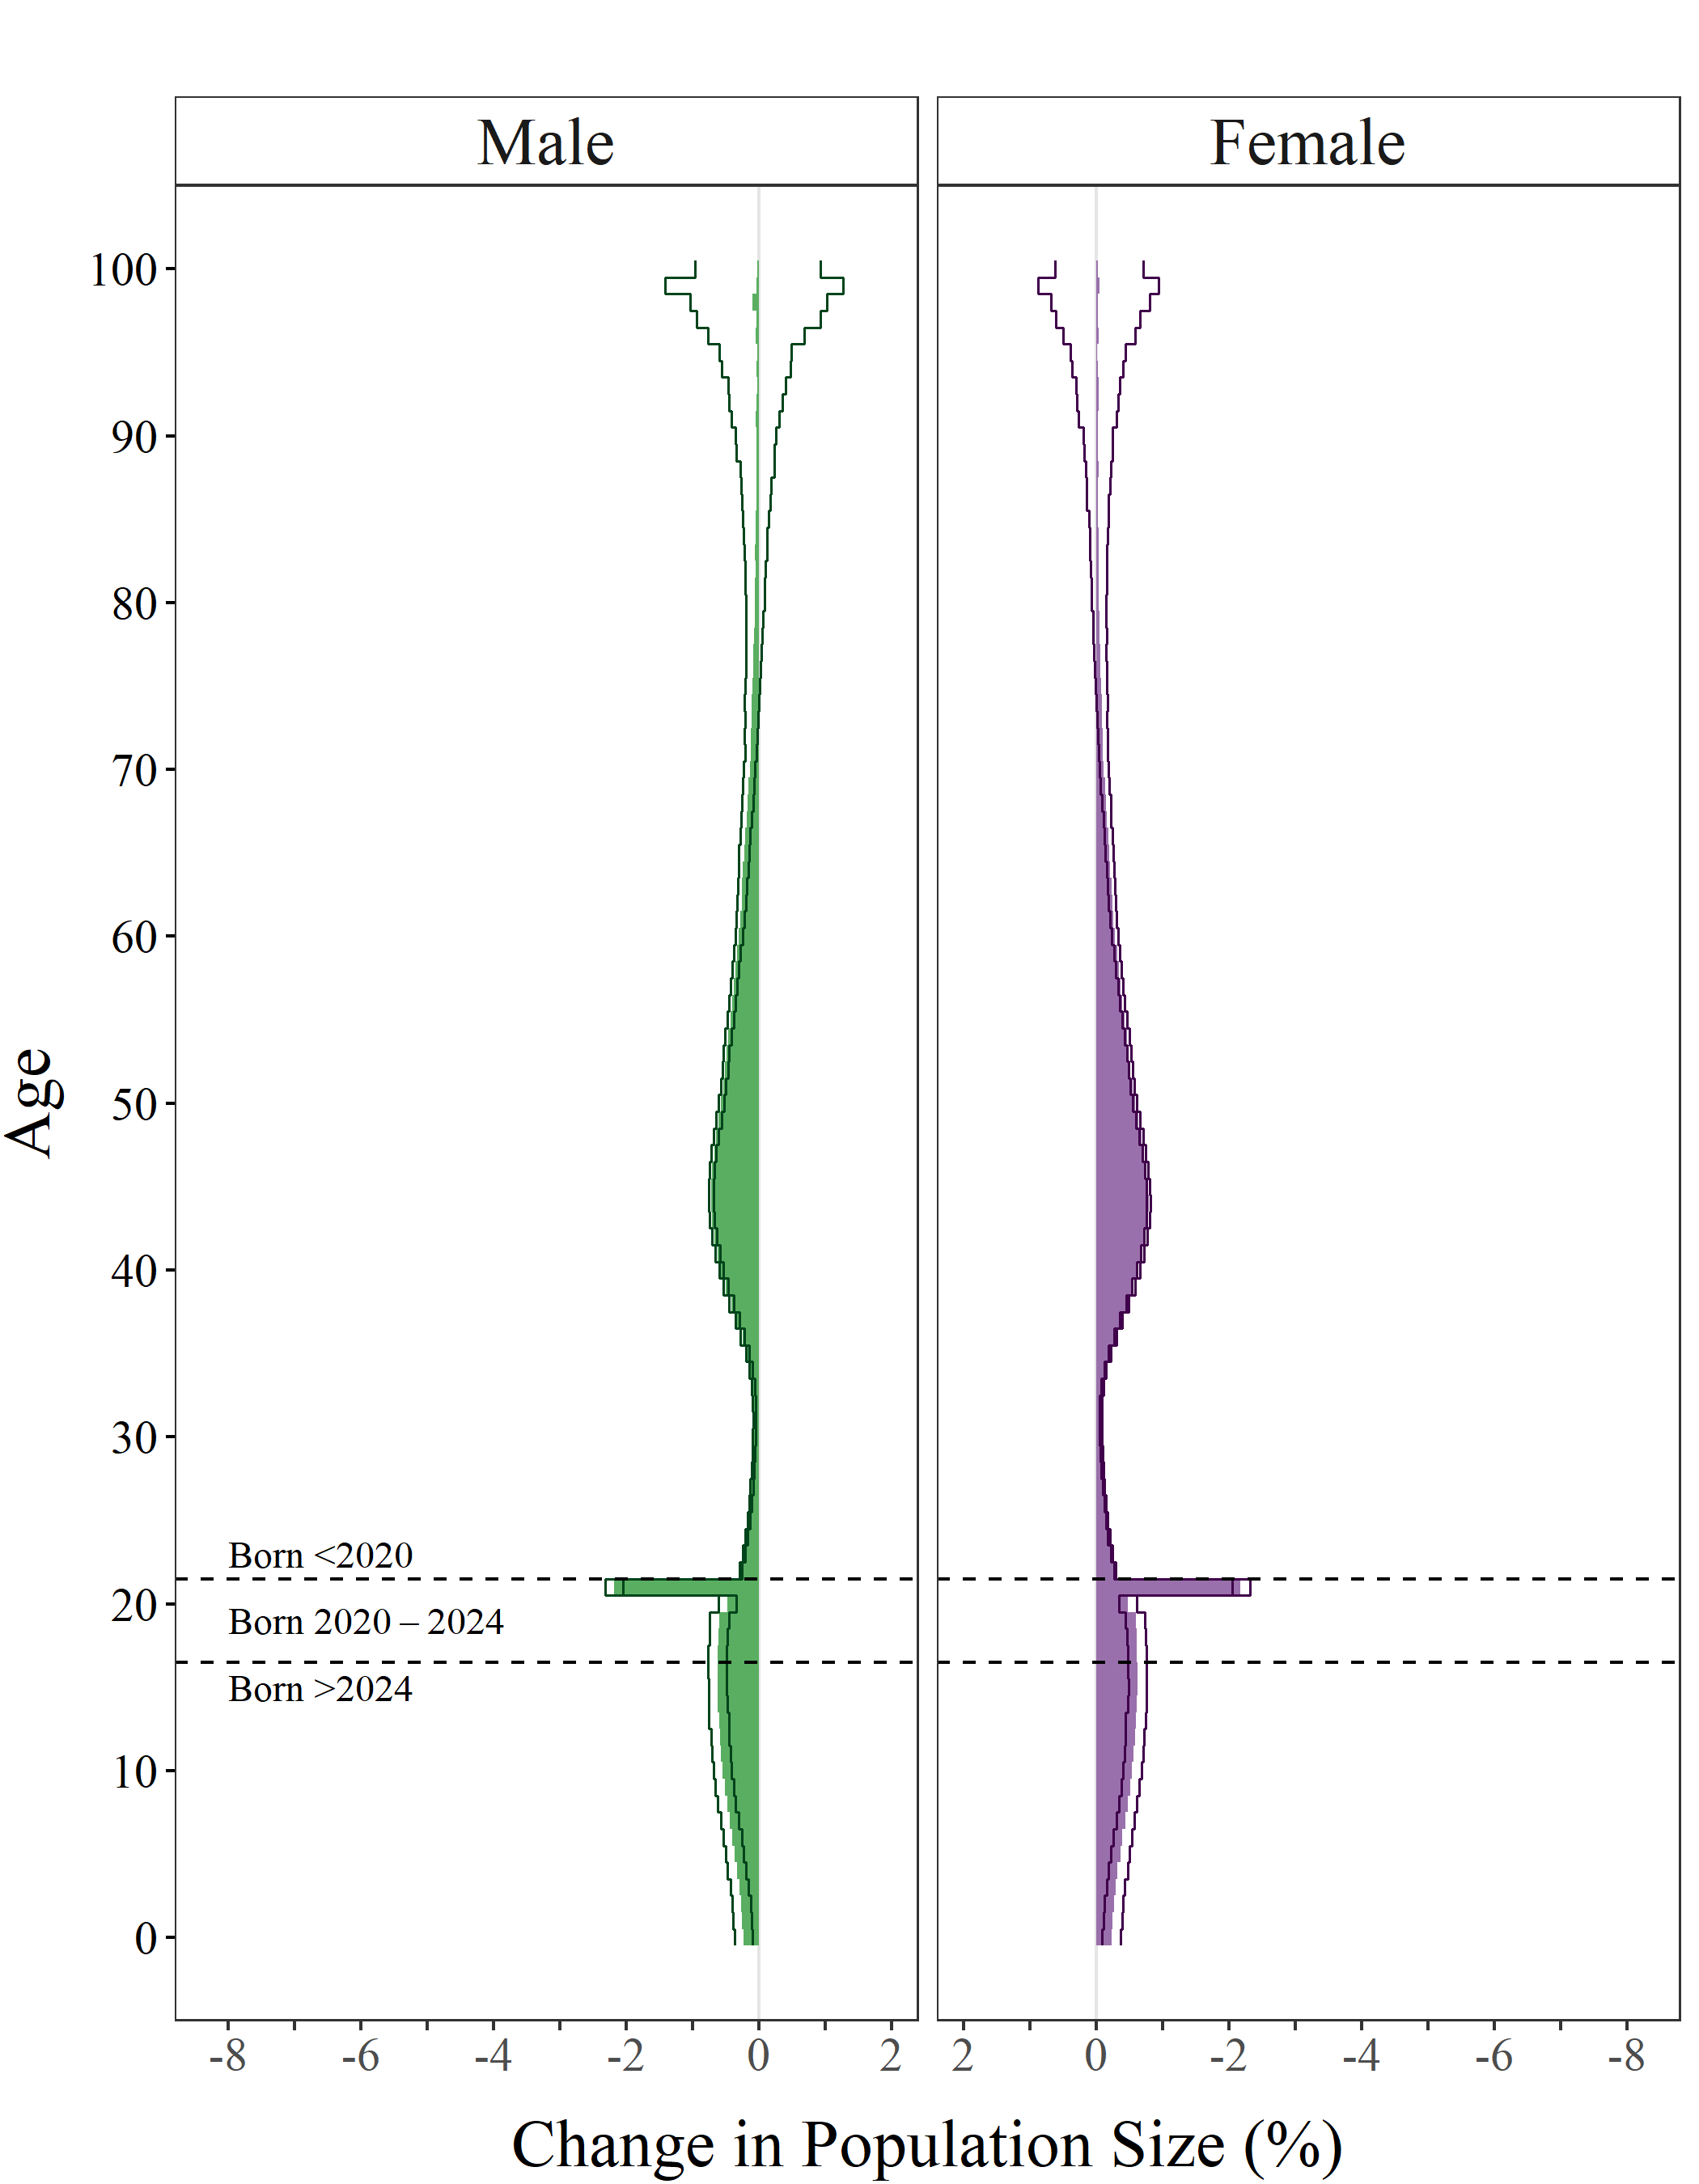 Male
Female
Age
100
90
80
70
60
50
40
30
20
10
0
Born <2020
Born 2020 – 2024
Born >2024
-8 -6 -4 -2 0 2
2 0 -2 -4 -6 -8
Change in Population Size (%)